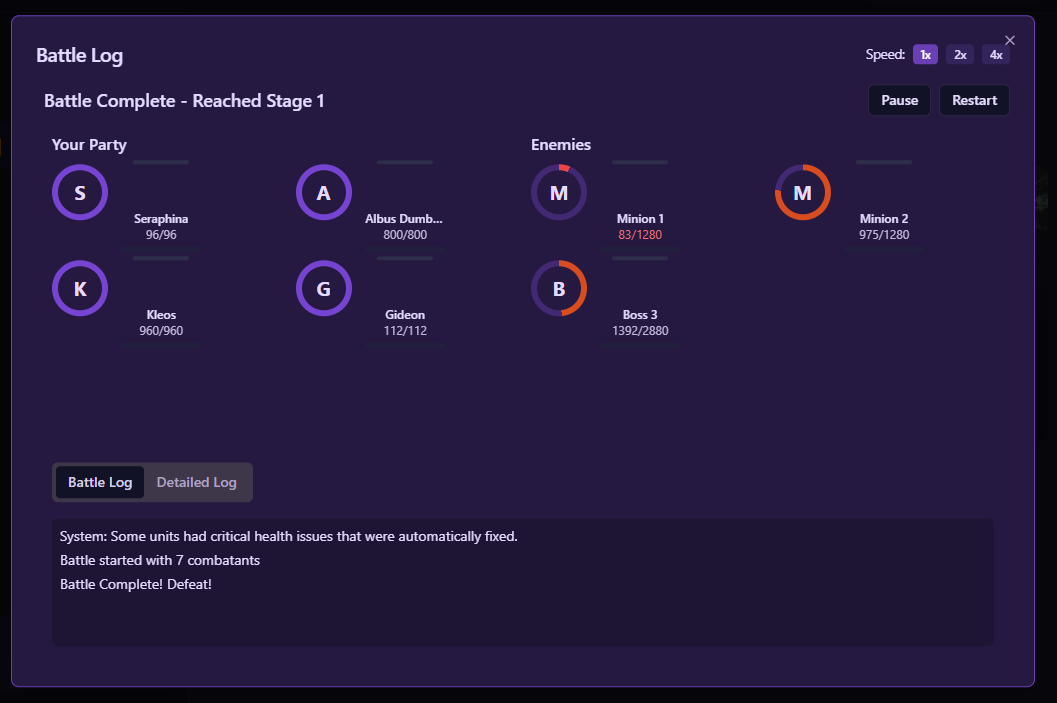 Battle Log
Speed: 1x 2x 4x
Battle Complete - Reached Stage 1
Pause Restart
Your Party
Enemies
S
Seraphina
96/96
A
Albus Dumb...
800/800
M
Minion 1
83/1280
M
Minion 2
975/1280
K
Kleos
960/960
G
Gideon
112/112
B
Boss 3
1392/2880
Battle Log Detailed Log
System: Some units had critical health issues that were automatically fixed.
Battle started with 7 combatants
Battle Complete! Defeat!